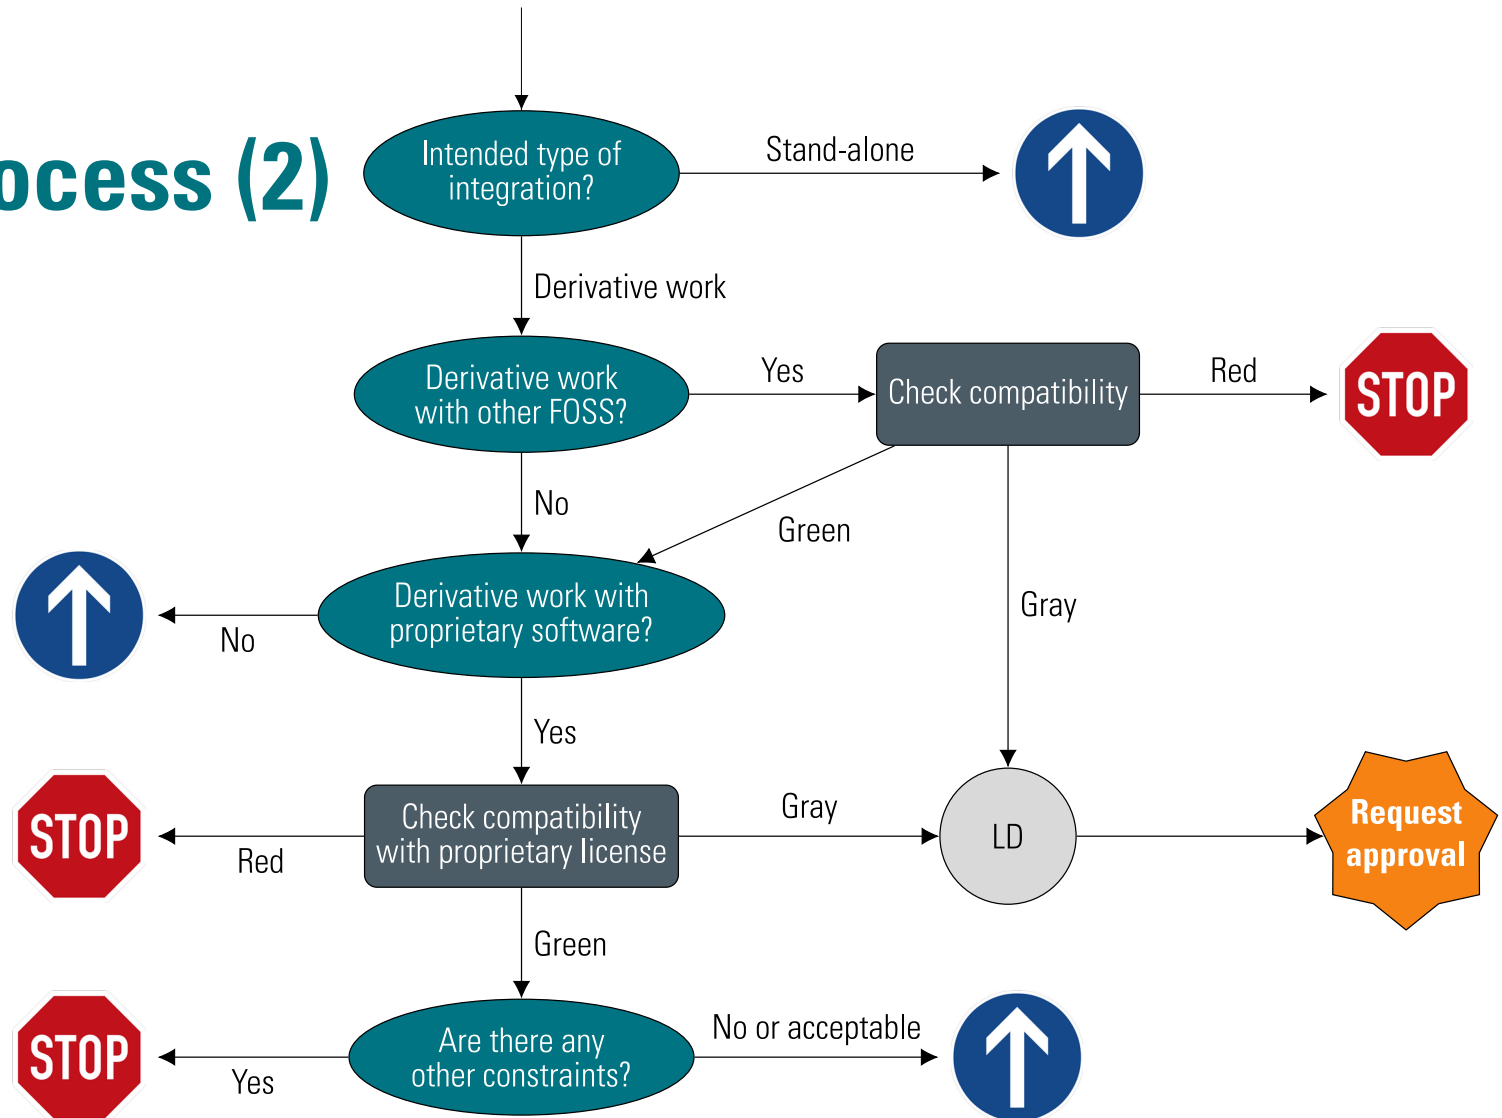 ocess (2)
Intended type of
integration?
Stand-alone
Derivative work
Derivative work
with other FOSS?
Yes
Check compatibility
Red
STOP
No
Green
Gray
Derivative work with
proprietary software?
No
Yes
STOP
Red
Check compatibility
with proprietary license
Gray
LD
Request
approval
Green
STOP
Yes
Are there any
other constraints?
No or acceptable